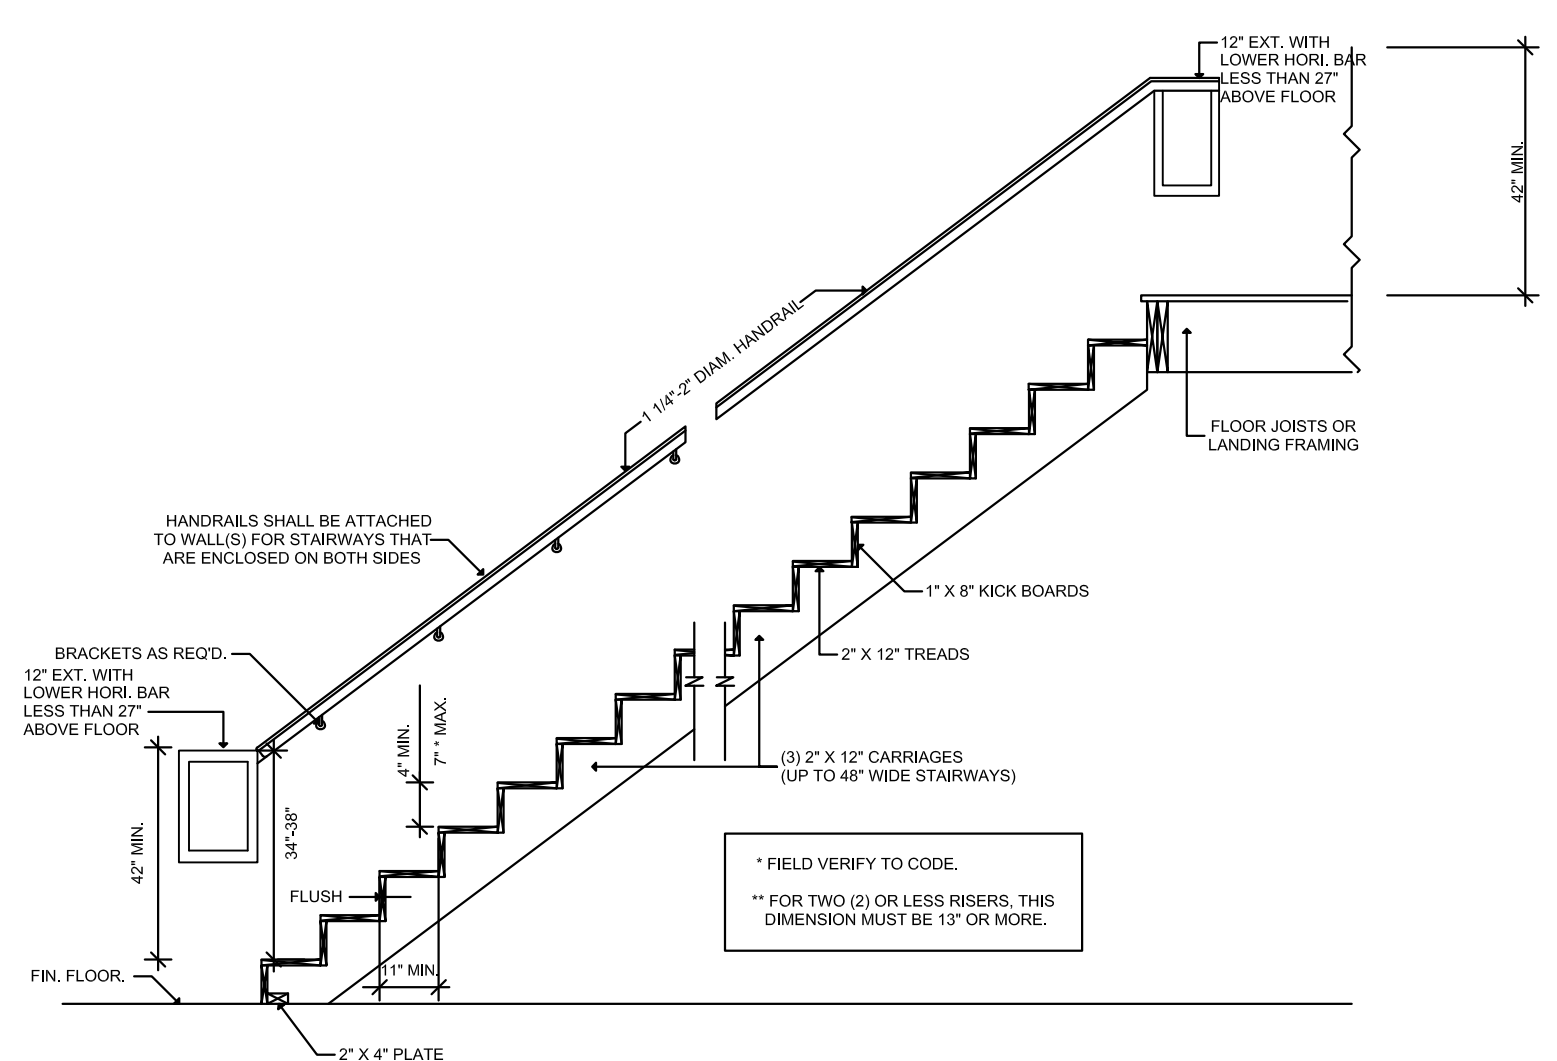 12" EXT. WITH
LOWER HORI. BAR
LESS THAN 27"
ABOVE FLOOR
42" MIN.
1 1/4"-2" DIAM. HANDRAIL
FLOOR JOISTS OR
LANDING FRAMING
HANDRAILS SHALL BE ATTACHED
TO WALL(S) FOR STAIRWAYS THAT
ARE ENCLOSED ON BOTH SIDES
1" X 8" KICK BOARDS
2" X 12" TREADS
BRACKETS AS REQ'D.
12" EXT. WITH
LOWER HORI. BAR
LESS THAN 27"
ABOVE FLOOR
4" MIN.
7" * MAX.
(3) 2" X 12" CARRIAGES
(UP TO 48" WIDE STAIRWAYS)
42" MIN.
34"-38"
FLUSH
* FIELD VERIFY TO CODE.
** FOR TWO (2) OR LESS RISERS, THIS
DIMENSION MUST BE 13" OR MORE.
11" MIN.
FIN. FLOOR.
2" X 4" PLATE